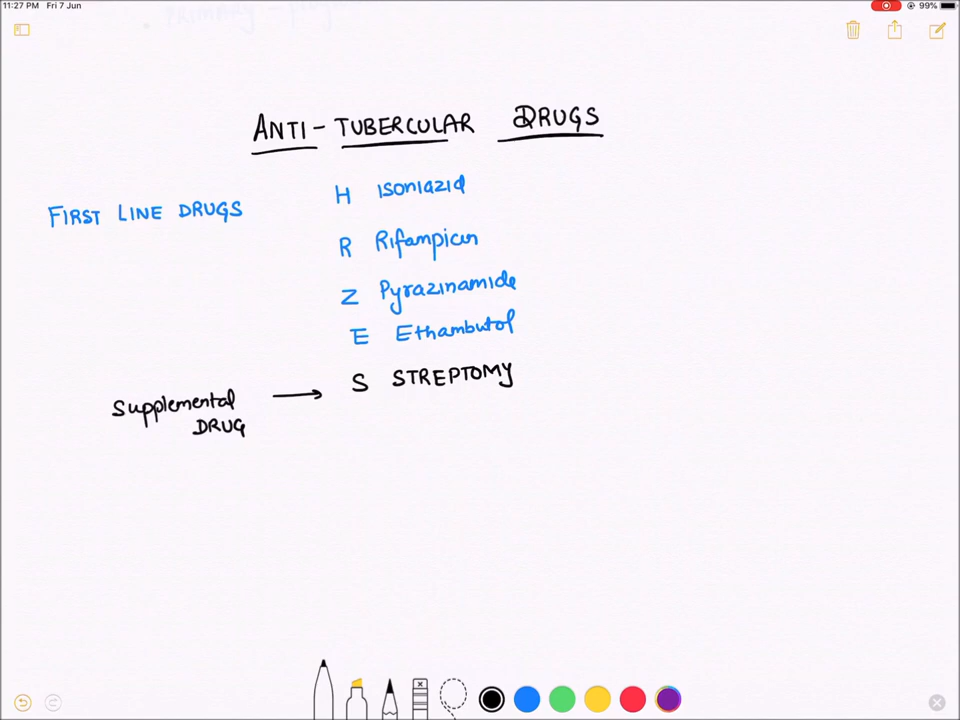 11:27 PM Fri 7 Jun
99%
ANTI-TUBERCULAR DRUGS
FIRST LINE DRUGS
H Isoniazid
R Rifampicin
Z Pyrazinamide
E Ethambutol
S STREPTOMY
Supplemental
DRUG